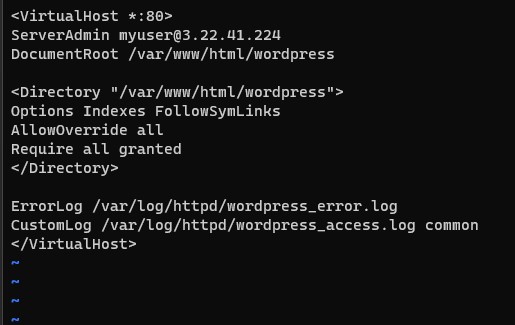 <VirtualHost *:80>
ServerAdmin myuser@3.22.41.224
DocumentRoot /var/www/html/wordpress
<Directory "/var/www/html/wordpress">
Options Indexes FollowSymLinks
AllowOverride all
Require all granted
</Directory>
ErrorLog /var/log/httpd/wordpress_error.log
CustomLog /var/log/httpd/wordpress_access.log common
</VirtualHost>
~
~
~
~